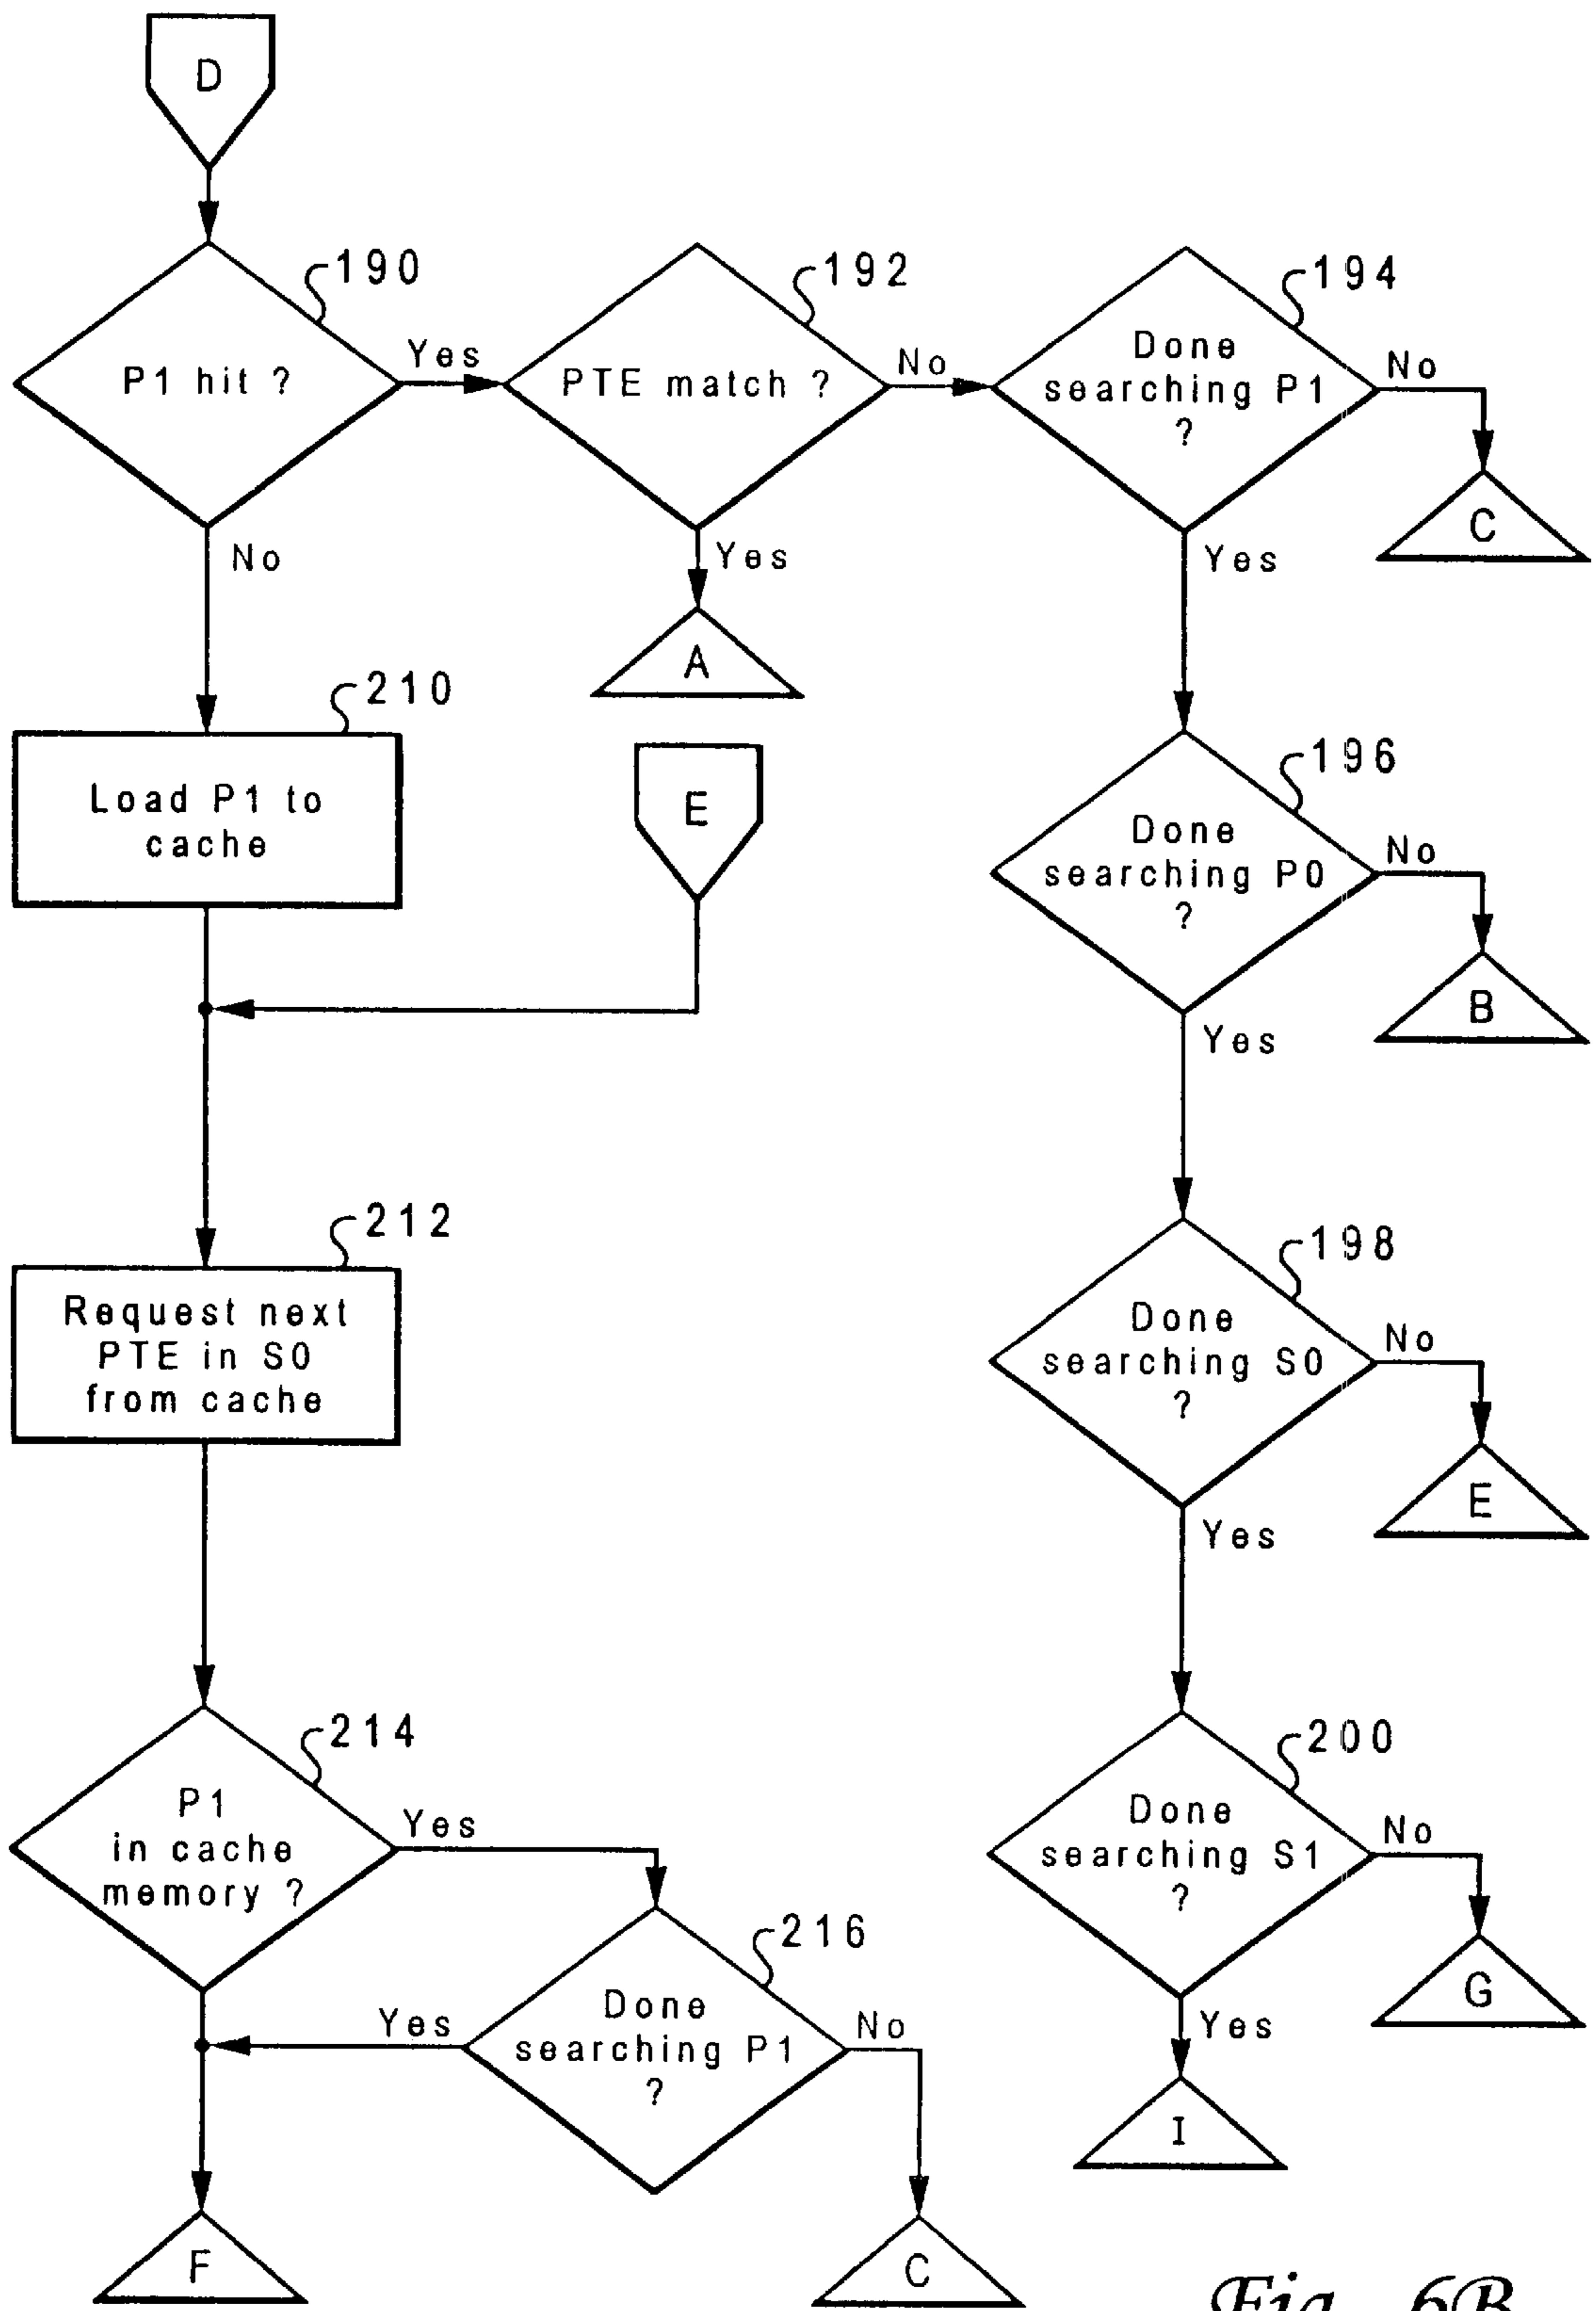 D
190
P1 hit ?
Yes
No
192
PTE match ?
No
Yes
A
194
Done
searching P1
?
No
C
Yes
210
Load P1 to
cache
E
196
Done
searching P0
?
No
B
Yes
212
Request next
PTE in S0
from cache
198
Done
searching S0
?
No
E
Yes
214
P1
in cache
memory ?
Yes
216
Done
searching P1
?
Yes
No
F
C
200
Done
searching S1
?
No
G
Yes
I
Fig. 6B